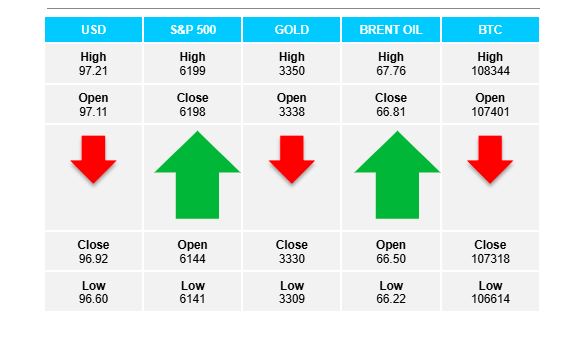 USD S&P 500 GOLD BRENT OIL BTC
High High High High High
97.21 6199 3350 67.76 108344
Open Close Open Close Open
97.11 6198 3338 66.81 107401
Close Open Close Open Close
96.92 6144 3330 66.50 107318
Low Low Low Low Low
96.60 6141 3309 66.22 106614